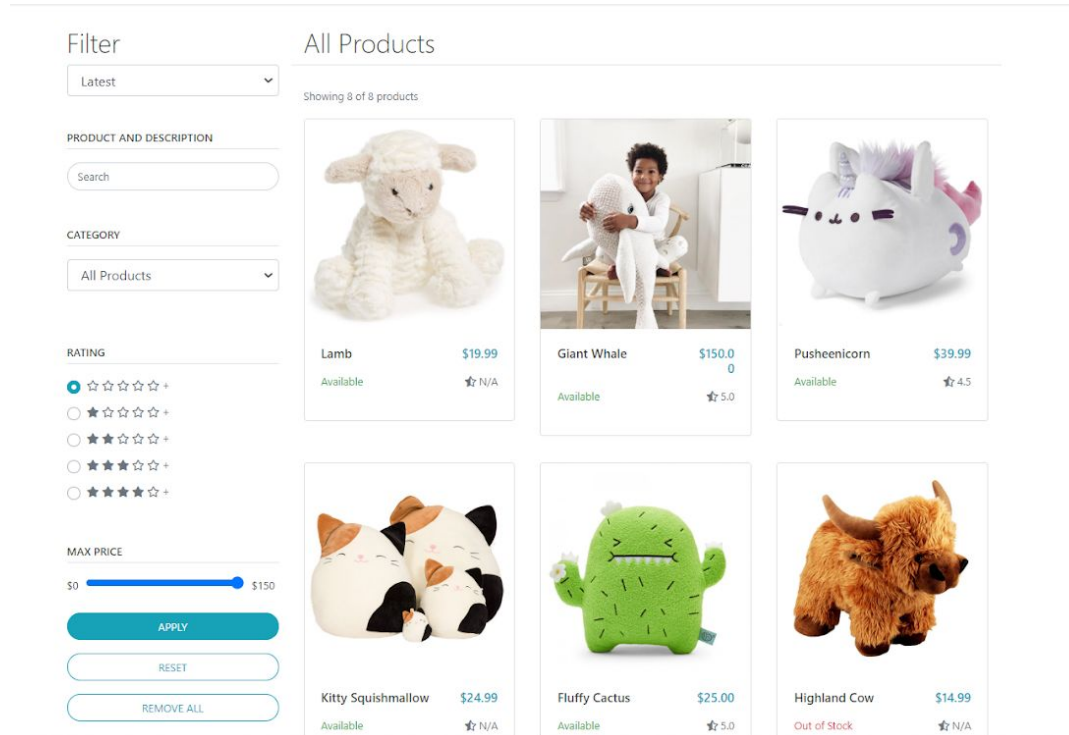 Filter
Latest
PRODUCT AND DESCRIPTION
Search
CATEGORY
All Products
RATING
+
+
+
+
+
MAX PRICE
$0 $150
APPLY
RESET
REMOVE ALL
All Products
Showing 8 of 8 products
Lamb $19.99
Available N/A
Giant Whale $150.0
0
Available 5.0
Pusheenicorn $39.99
Available 4.5
Kitty Squishmallow $24.99
Available N/A
Fluffy Cactus $25.00
Available 5.0
Highland Cow $14.99
Out of Stock N/A